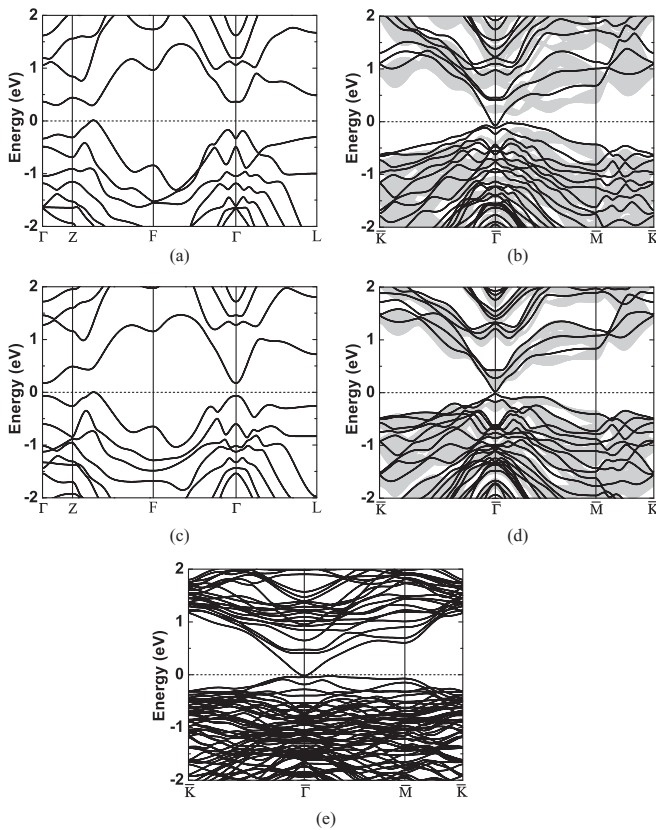 2
1
0
-1
-2
Energy (eV)
Γ Z F Γ L
(a)
2
1
0
-1
-2
Energy (eV)
K̅ Γ̅ M̅ K̅
(b)
2
1
0
-1
-2
Energy (eV)
Γ Z F Γ L
(c)
2
1
0
-1
-2
Energy (eV)
K̅ Γ̅ M̅ K̅
(d)
2
1
0
-1
-2
Energy (eV)
K̅ Γ̅ M̅ K̅
(e)